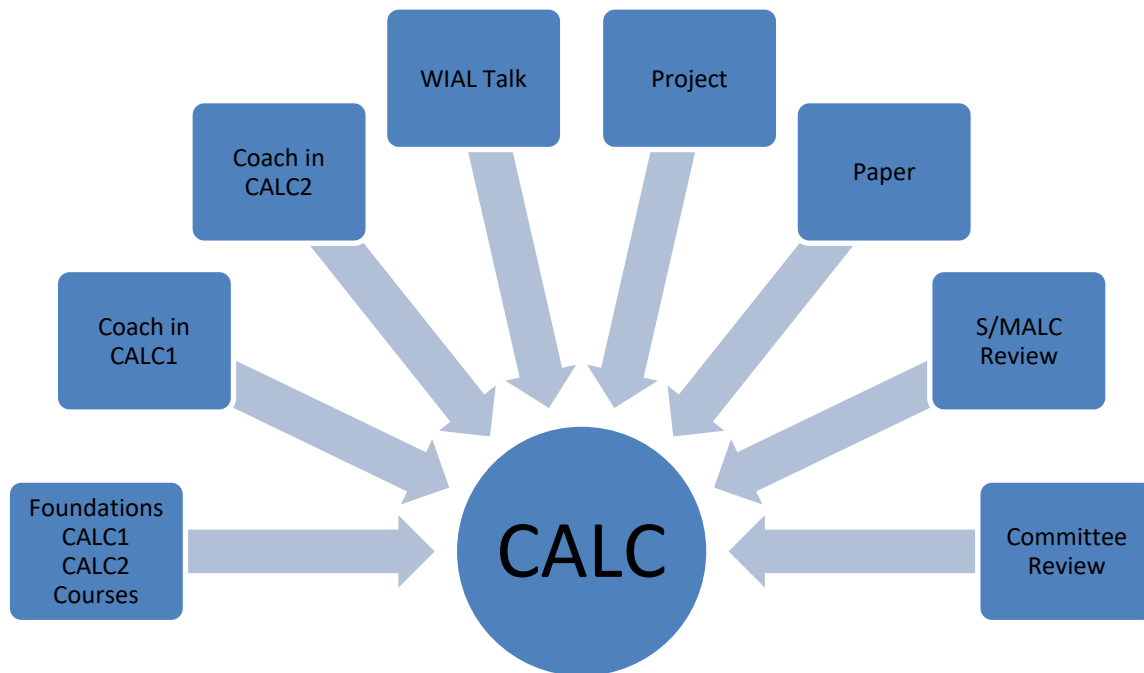 WIAL Talk
Project
Coach in
CALC2
Paper
Coach in
CALC1
S/MALC
Review
Foundations
CALC1
CALC2
Courses
CALC
Committee
Review